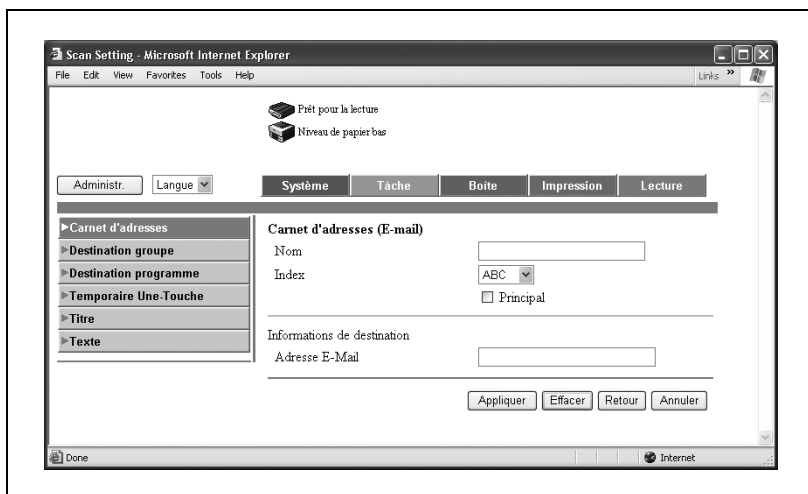 Scan Setting - Microsoft Internet Explorer
File Edit View Favorites Tools Help Links »
Prêt pour la lecture
Niveau de papier bas
Administr. Langue Système Tâche Boîte Impression Lecture
Carnet d'adresses
Destination groupe
Destination programme
Temporaire Une-Touche
Titre
Texte
Carnet d'adresses (E-mail)
Nom
Index ABC
Principal
Informations de destination
Adresse E-Mail
Appliquer Effacer Retour Annuler
Done Internet